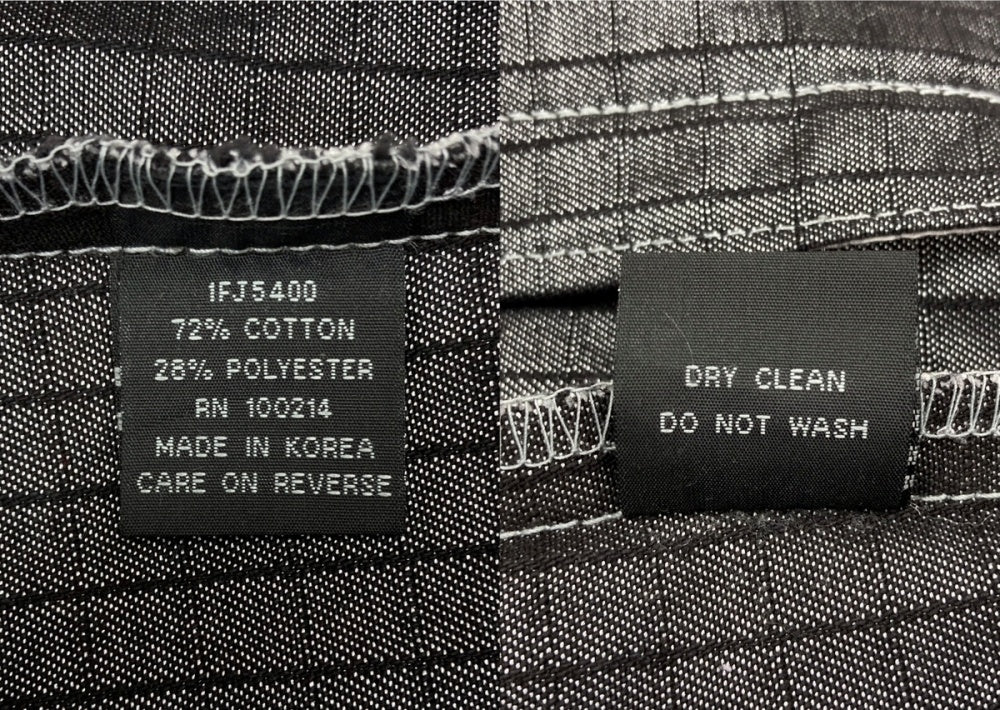 1FJ5400
72% COTTON
28% POLYESTER
RN 100214
MADE IN KOREA
CARE ON REVERSE
DRY CLEAN
DO NOT WASH